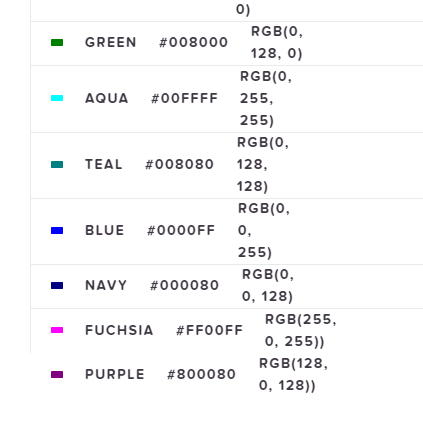 0)
GREEN #008000 RGB(0,
128, 0)
RGB(0,
AQUA #00FFFF 255,
255)
RGB(0,
TEAL #008080 128,
128)
RGB(0,
BLUE #0000FF 0,
255)
NAVY #000080 RGB(0,
0, 128)
FUCHSIA #FF00FF RGB(255,
0, 255))
PURPLE #800080 RGB(128,
0, 128))